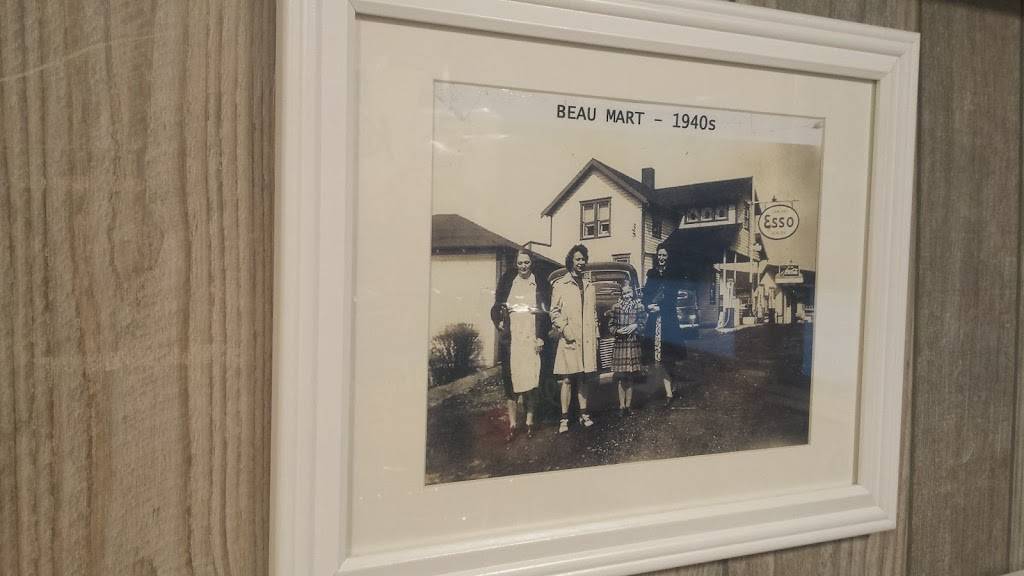 BEAU MART - 1940s
Esso